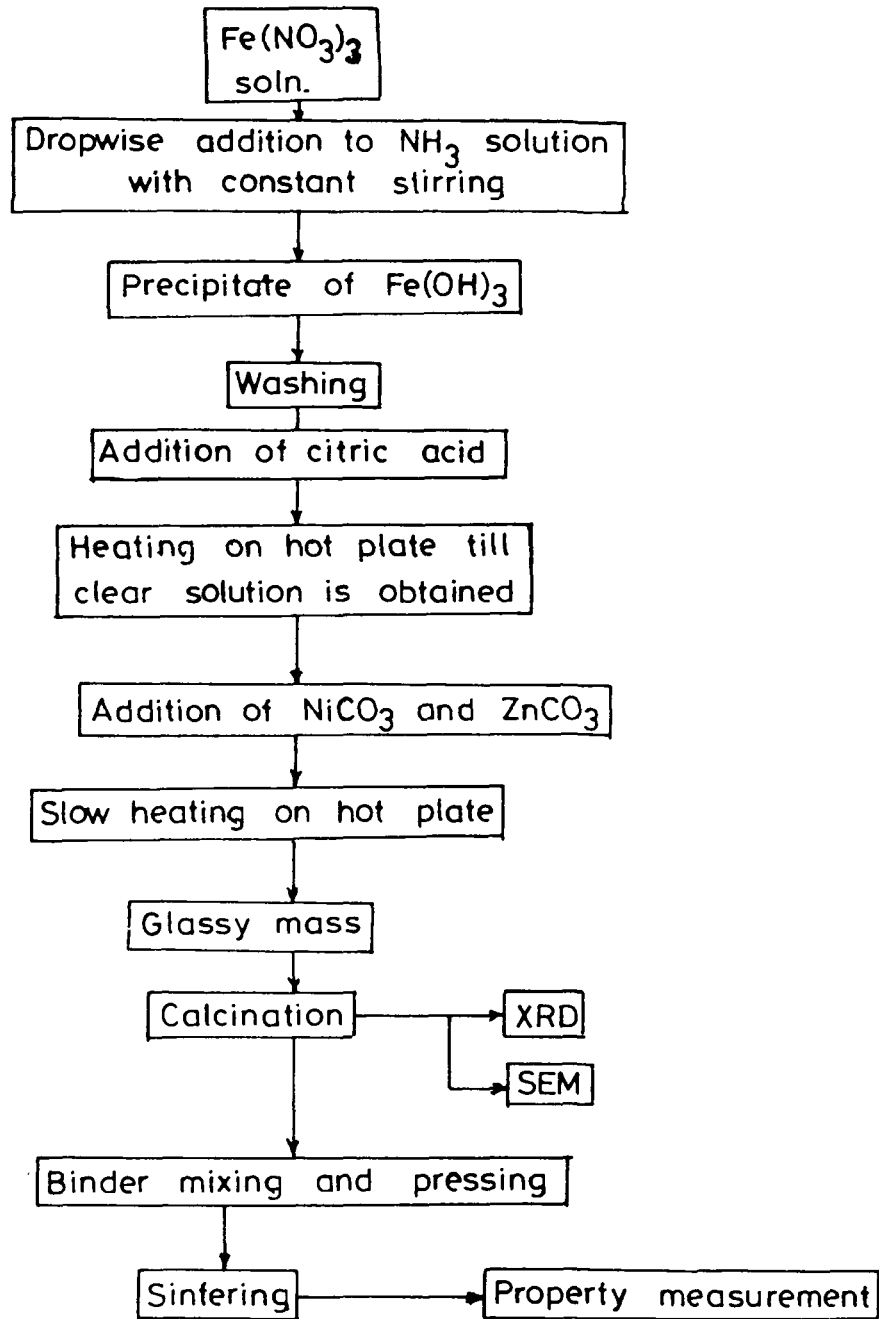 Fe(NO3)3
soln.
Dropwise addition to NH3 solution
with constant stirring
Precipitate of Fe(OH)3
Washing
Addition of citric acid
Heating on hot plate till
clear solution is obtained
Addition of NiCO3 and ZnCO3
Slow heating on hot plate
Glassy mass
Calcination
XRD
SEM
Binder mixing and pressing
Sintering
Property measurement